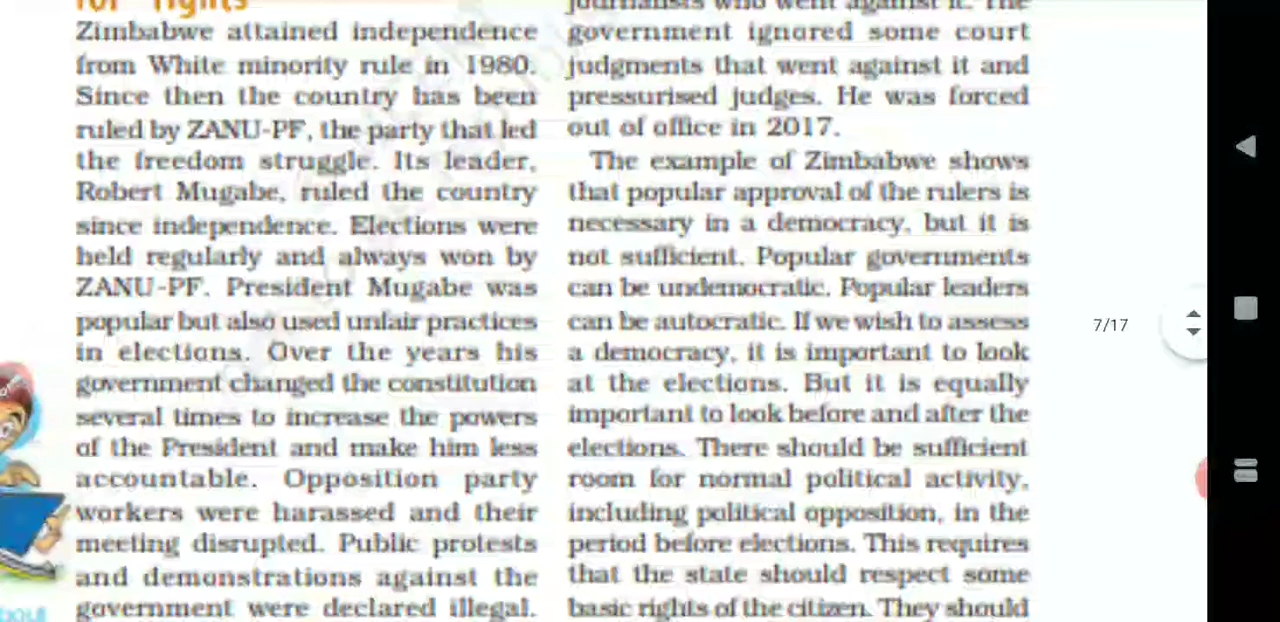 for rights
Zimbabwe attained independence
from White minority rule in 1980.
Since then the country has been
ruled by ZANU-PF, the party that led
the freedom struggle. Its leader,
Robert Mugabe, ruled the country
since independence. Elections were
held regularly and always won by
ZANU-PF. President Mugabe was
popular but also used unfair practices
in elections. Over the years his
government changed the constitution
several times to increase the powers
of the President and make him less
accountable. Opposition party
workers were harassed and their
meeting disrupted. Public protests
and demonstrations against the
government were declared illegal.
journalists who went against it. The
government ignored some court
judgments that went against it and
pressurised judges. He was forced
out of office in 2017.
The example of Zimbabwe shows
that popular approval of the rulers is
necessary in a democracy, but it is
not sufficient. Popular governments
can be undemocratic. Popular leaders
can be autocratic. If we wish to assess
a democracy, it is important to look
at the elections. But it is equally
important to look before and after the
elections. There should be sufficient
room for normal political activity,
including political opposition, in the
period before elections. This requires
that the state should respect some
basic rights of the citizen. They should
7/17
bout